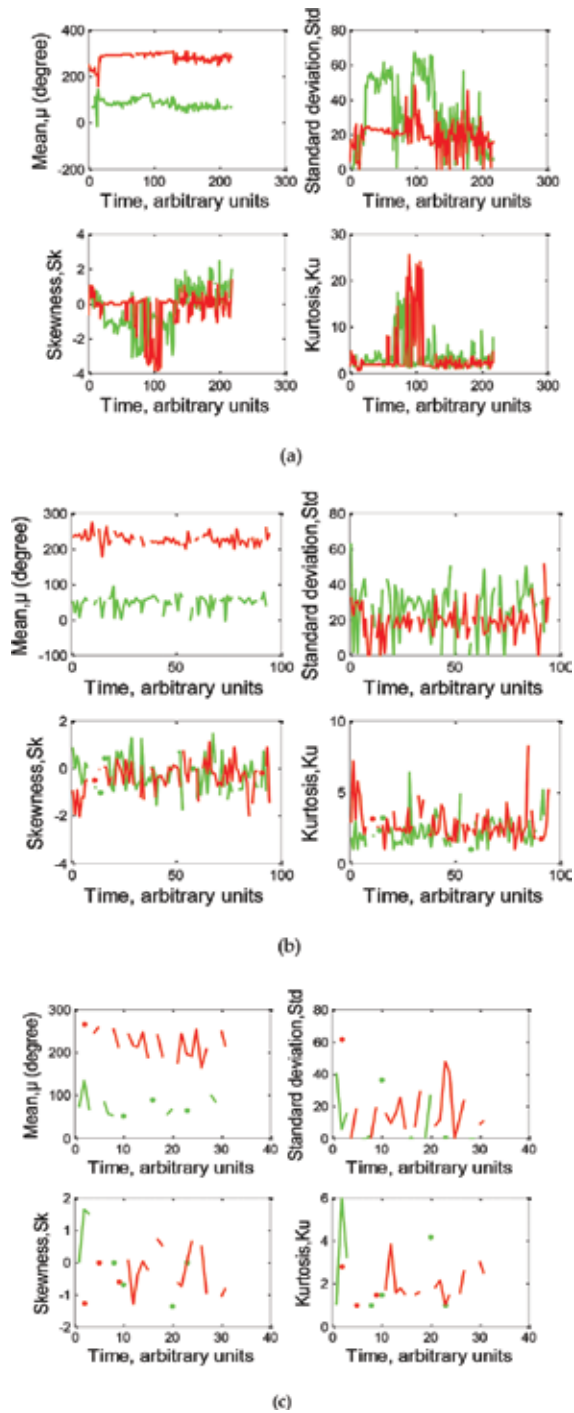 Mean,µ (degree)
400
200
0
-200
0 100 200 300
Time, arbitrary units
Standard deviation,Std
80
60
40
20
0
0 100 200 300
Time, arbitrary units
Skewness,Sk
4
2
0
-2
-4
0 100 200 300
Time, arbitrary units
Kurtosis,Ku
30
20
10
0
0 100 200 300
Time, arbitrary units
(a)
Mean,µ (degree)
300
200
100
0
-100
0 50 100
Time, arbitrary units
Standard deviation,Std
80
60
40
20
0
0 50 100
Time, arbitrary units
Skewness,Sk
2
0
-2
-4
0 50 100
Time, arbitrary units
Kurtosis,Ku
10
5
0
0 50 100
Time, arbitrary units
(b)
Mean,µ (degree)
300
200
100
0
0 10 20 30 40
Time, arbitrary units
Standard deviation,Std
80
60
40
20
0
0 10 20 30 40
Time, arbitrary units
Skewness,Sk
2
1
0
-1
-2
0 10 20 30 40
Time, arbitrary units
Kurtosis,Ku
6
4
2
0
0 10 20 30 40
Time, arbitrary units
(c)